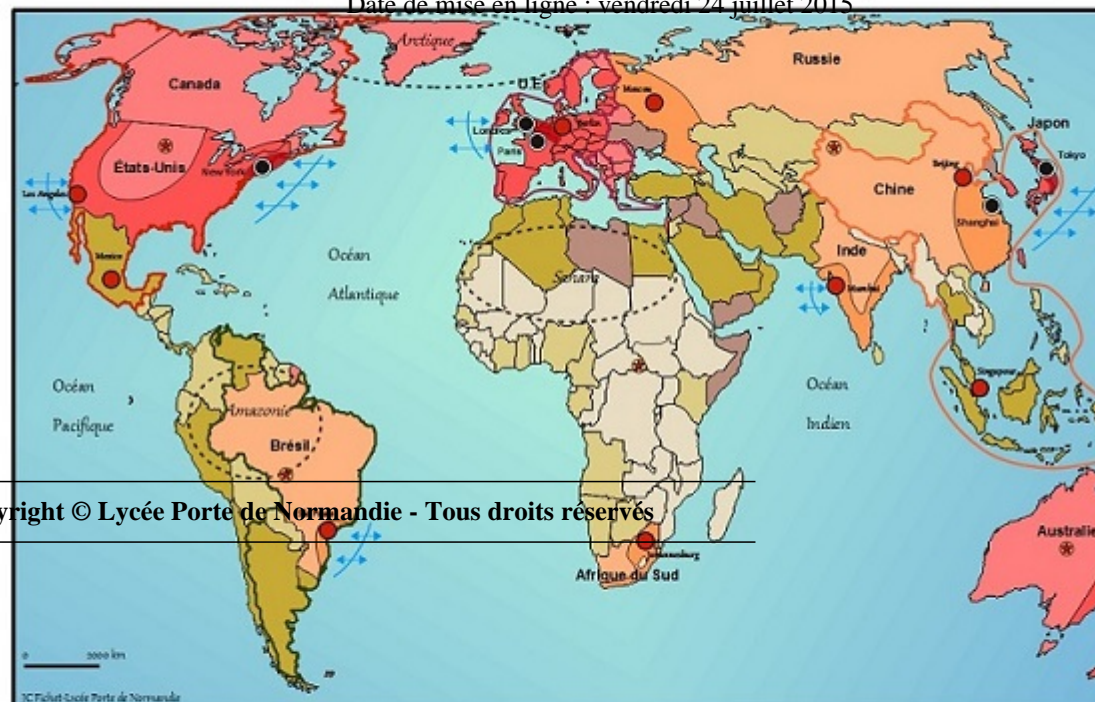 Date de mise en ligne : vendredi 24 juillet 2015
Arctique
Russie
Canada
U.E
Moscou
Londres
Berlin
Paris
Japon
Tokyo
États-Unis
New York
Los Angeles
Beijing
Chine
Shanghai
Inde
Mumbai
Mexico
Océan
Atlantique
Sahara
Océan
Pacifique
Amazonie
Brésil
Océan
Indien
Singapour
yright © Lycée Porte de Normandie - Tous droits réservés
Australie
Johannesburg
Afrique du Sud
0 2000 km
JC Fichet-Lycée Porte de Normandie